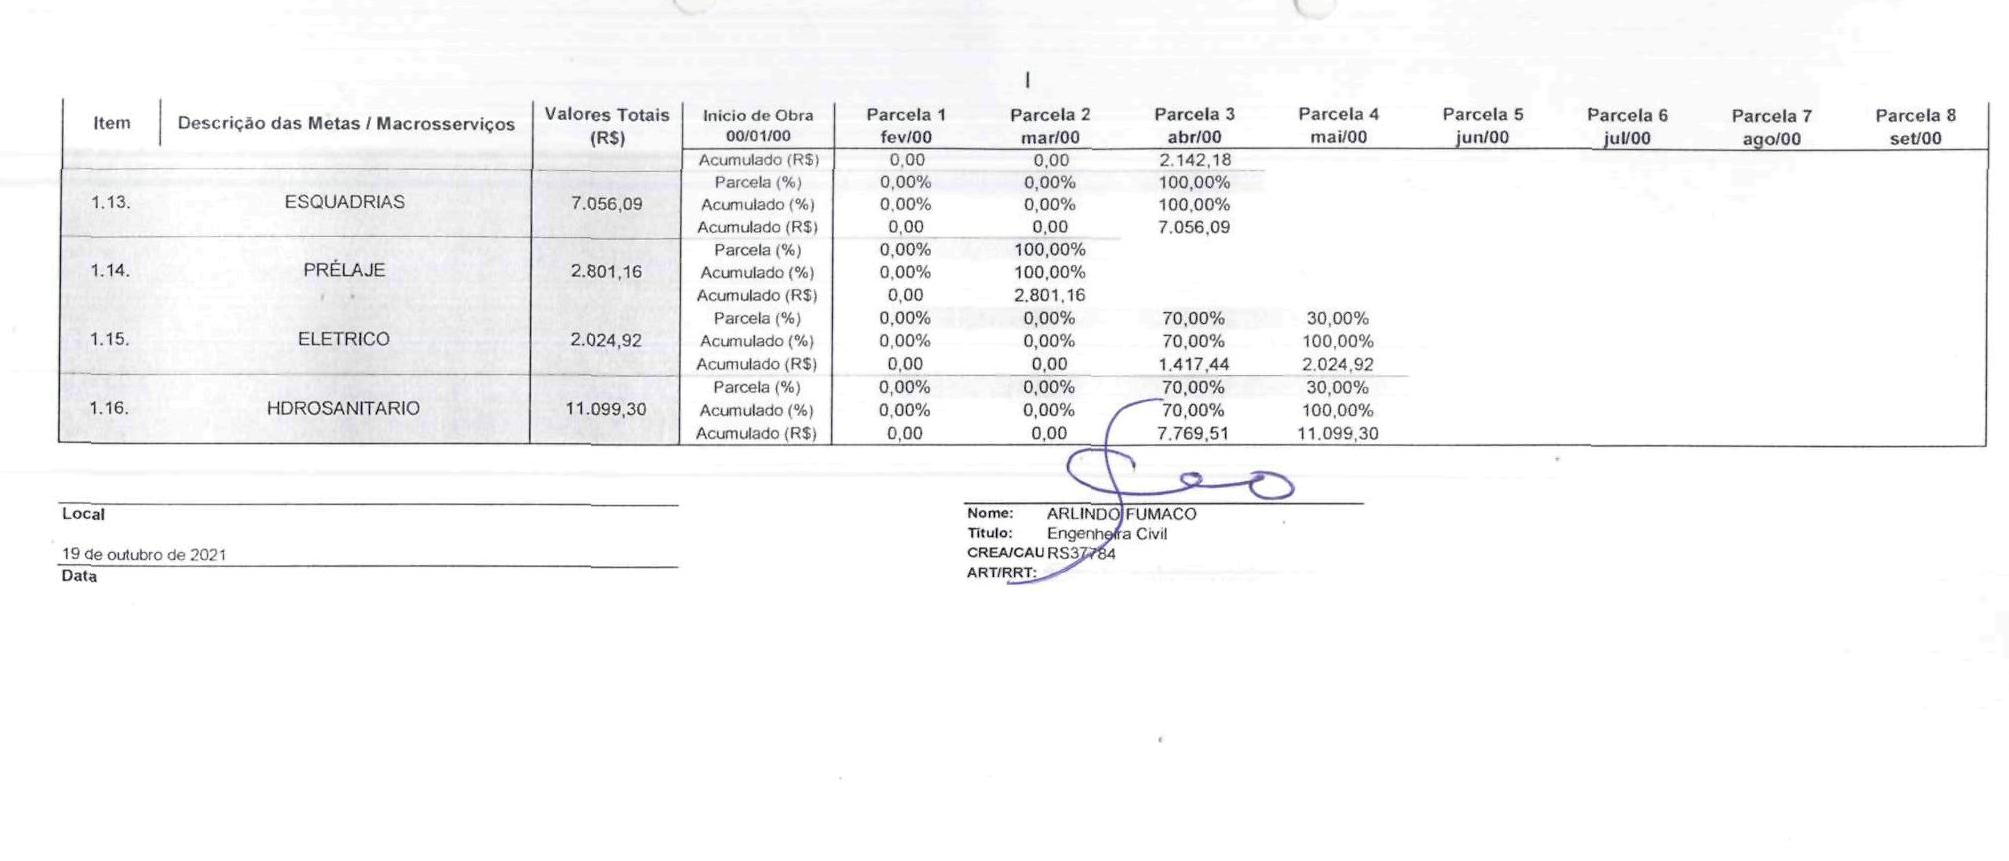 Item Descrição das Metas / Macrosserviços Valores Totais (R$) Início de Obra 00/01/00 Parcela 1 fev/00 Parcela 2 mar/00 Parcela 3 abr/00 Parcela 4 mai/00 Parcela 5 jun/00 Parcela 6 jul/00 Parcela 7 ago/00 Parcela 8 set/00
Acumulado (R$) 0,00 0,00 2.142,18
Parcela (%) 0,00% 0,00% 100,00%
1.13. ESQUADRIAS 7.056,09 Acumulado (%) 0,00% 0,00% 100,00%
Acumulado (R$) 0,00 0,00 7.056,09
Parcela (%) 0,00% 100,00%
1.14. PRÉLAJE 2.801,16 Acumulado (%) 0,00% 100,00%
Acumulado (R$) 0,00 2.801,16
Parcela (%) 0,00% 0,00% 70,00% 30,00%
1.15. ELETRICO 2.024,92 Acumulado (%) 0,00% 0,00% 70,00% 100,00%
Acumulado (R$) 0,00 0,00 1.417,44 2.024,92
Parcela (%) 0,00% 0,00% 70,00% 30,00%
1.16. HDROSANITARIO 11.099,30 Acumulado (%) 0,00% 0,00% 70,00% 100,00%
Acumulado (R$) 0,00 0,00 7.769,51 11.099,30
Local
19 de outubro de 2021
Data
Nome: ARLINDO FUMACO
Título: Engenheira Civil
CREA/CAU RS37784
ART/RRT: